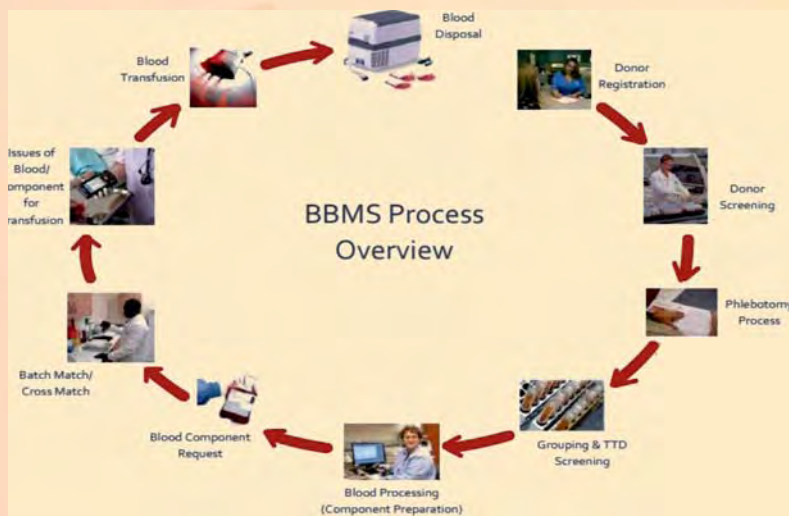 Blood
Disposal
Donor
Registration
Donor
Screening
Phlebotomy
Process
Grouping & TTD
Screening
Blood Processing
(Component Preparation)
Blood Component
Request
Batch Match/
Cross Match
Issues of
Blood/
omponent
for
ransfusion
Blood
Transfusion
BBMS Process
Overview